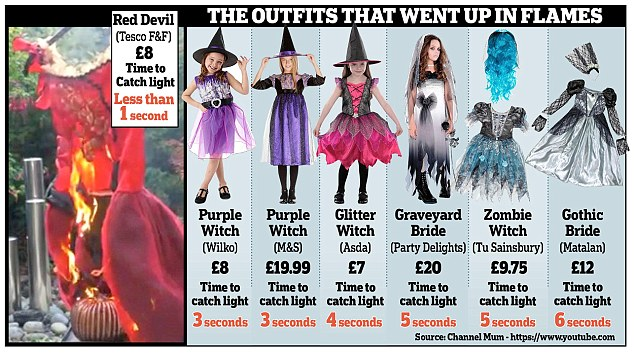 THE OUTFITS THAT WENT UP IN FLAMES
Red Devil
(Tesco F&F)
£8
Time to
Catch light
Less than
1 second
Purple
Witch
(Wilko)
£8
Time to
catch light
3 seconds
Purple
Witch
(M&S)
£19.99
Time to
catch light
3 seconds
Glitter
Witch
(Asda)
£7
Time to
catch light
4 seconds
Graveyard
Bride
(Party Delights)
£20
Time to
catch light
5 seconds
Zombie
Witch
(Tu Sainsbury)
£9.75
Time to
catch light
5 seconds
Gothic
Bride
(Matalan)
£12
Time to
catch light
6 seconds
Source: Channel Mum - https://www.youtube.com